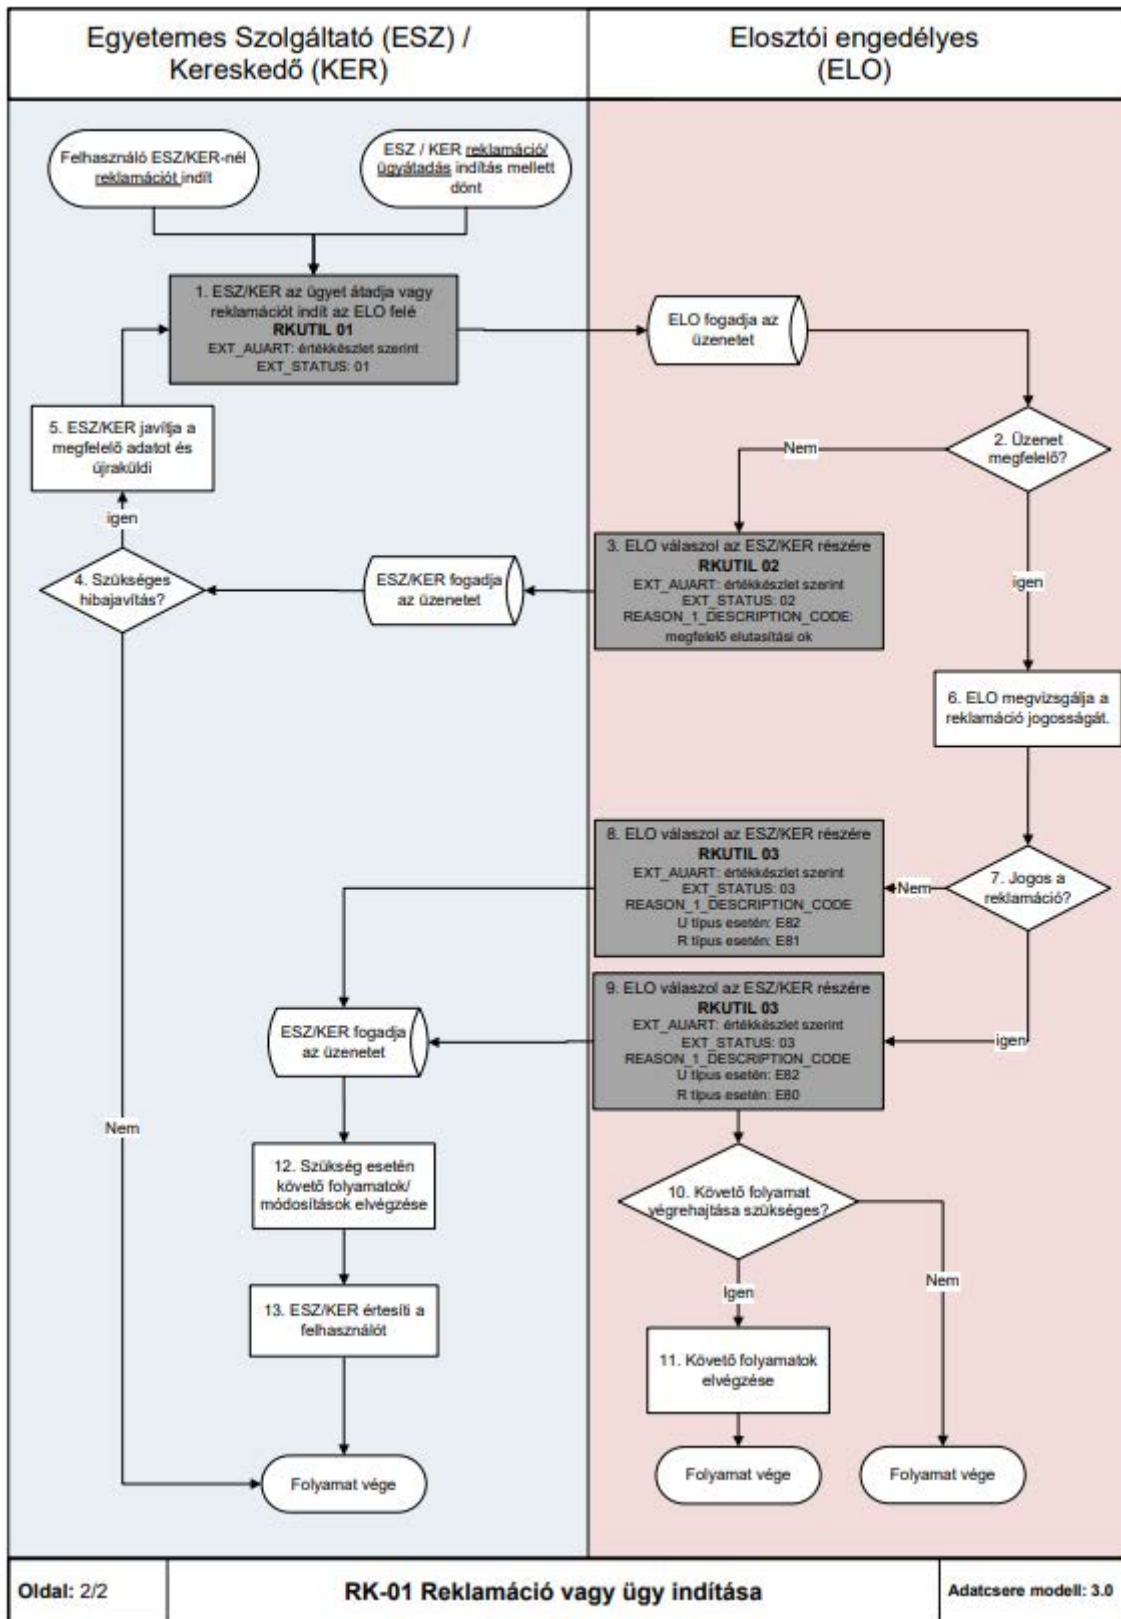 Egyetemes Szolgáltató (ESZ) /
Kereskedő (KER)
Elosztói engedélyes
(ELO)
Felhasználó ESZ/KER-nél
reklamációt indít
ESZ / KER reklamáció/
ügyátadás indítás mellett
dönt
1. ESZ/KER az ügyet átadja vagy
reklamációt indít az ELO felé
RKUTIL 01
EXT_AUART: értékkészlet szerint
EXT_STATUS: 01
ELO fogadja az
üzenetet
5. ESZ/KER javítja a
megfelelő adatot és
újraküldi
2. Üzenet
megfelelő?
Nem
igen
3. ELO válaszol az ESZ/KER részére
RKUTIL 02
EXT_AUART: értékkészlet szerint
EXT_STATUS: 02
REASON_1_DESCRIPTION_CODE:
megfelelő elutasítási ok
ESZ/KER fogadja
az üzenetet
4. Szükséges
hibajavítás?
igen
6. ELO megvizsgálja a
reklamáció jogosságát.
8. ELO válaszol az ESZ/KER részére
RKUTIL 03
EXT_AUART: értékkészlet szerint
EXT_STATUS: 03
REASON_1_DESCRIPTION_CODE
U típus esetén: E82
R típus esetén: E81
Nem
7. Jogos a
reklamáció?
9. ELO válaszol az ESZ/KER részére
RKUTIL 03
EXT_AUART: értékkészlet szerint
EXT_STATUS: 03
REASON_1_DESCRIPTION_CODE
U típus esetén: E82
R típus esetén: E80
igen
ESZ/KER fogadja
az üzenetet
Nem
12. Szükség esetén
követő folyamatok/
módosítások elvégzése
10. Követő folyamat
végrehajtása szükséges?
Igen
Nem
13. ESZ/KER értesíti a
felhasználót
11. Követő folyamatok
elvégzése
Folyamat vége
Folyamat vége
Folyamat vége
Oldal: 2/2
RK-01 Reklamáció vagy ügy indítása
Adatcsere modell: 3.0